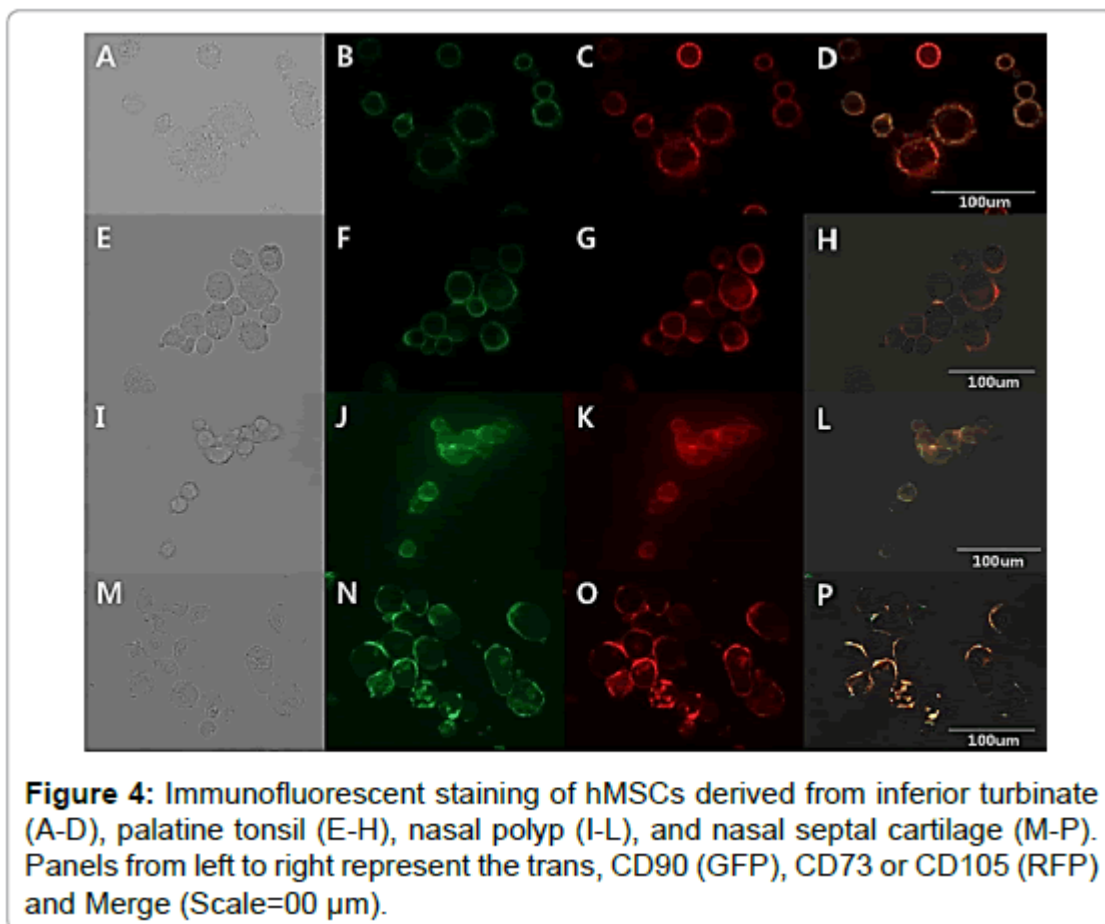 A B C D
100um
E F G H
100um
I J K L
100um
M N O P
100um
Figure 4: Immunofluorescent staining of hMSCs derived from inferior turbinate
(A-D), palatine tonsil (E-H), nasal polyp (I-L), and nasal septal cartilage (M-P).
Panels from left to right represent the trans, CD90 (GFP), CD73 or CD105 (RFP)
and Merge (Scale=00 µm).